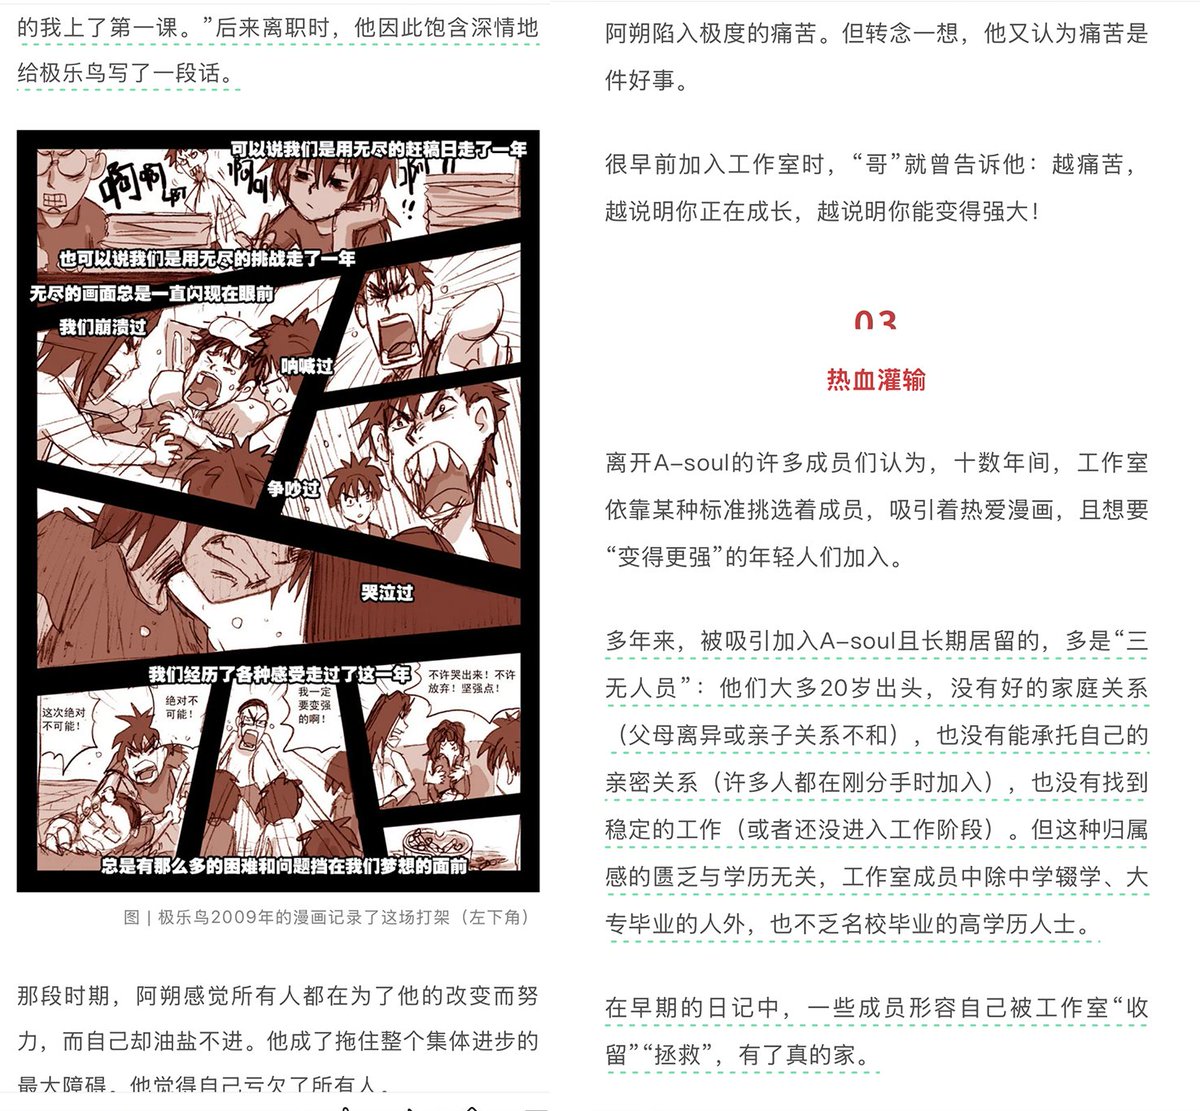 的我上了第一课。”后来离职时，他因此饱含深情地
给极乐鸟写了一段话。
可以说我们是用无尽的赶稿日走了一年
啊啊
啊
啊啊
啊
!!
也可以说我们是用无尽的挑战走了一年
无尽的画面总是一直闪现在眼前
我们崩溃过
呐喊过
争吵过
哭泣过
我们经历了各种感受走过了这一年
这次绝对
不可能！
绝对不
可能！
我一定
要变强
的啊！
不许哭出来！不许
放弃！坚强点！
总是有那么多的困难和问题挡在我们梦想的面前
图 | 极乐鸟2009年的漫画记录了这场打架（左下角）
那段时期，阿朔感觉所有人都在为了他的改变而努
力，而自己却油盐不进。他成了拖住整个集体进步的
最大障碍。他觉得自己亏欠了所有人。
阿朔陷入极度的痛苦。但转念一想，他又认为痛苦是
件好事。
很早前加入工作室时，“哥”就曾告诉他：越痛苦，
越说明你正在成长，越说明你能变得强大！
03
热血灌输
离开A-soul的许多成员们认为，十数年间，工作室
依靠某种标准挑选着成员，吸引着热爱漫画，且想要
“变得更强”的年轻人们加入。
多年来，被吸引加入A-soul且长期居留的，多是“三
无人员”：他们大多20岁出头，没有好的家庭关系
（父母离异或亲子关系不和），也没有能承托自己的
亲密关系（许多人都在刚分手时加入），也没有找到
稳定的工作（或者还没进入工作阶段）。但这种归属
感的匮乏与学历无关，工作室成员中除中学辍学、大
专毕业的人外，也不乏名校毕业的高学历人士。
在早期的日记中，一些成员形容自己被工作室“收
留”“拯救”，有了真的家。